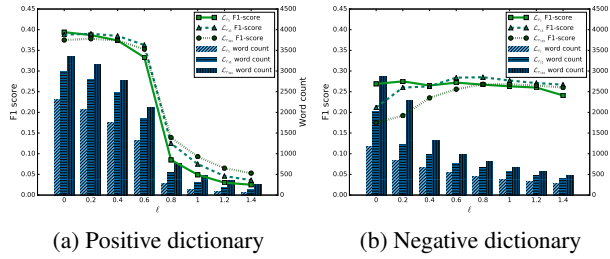 0.45
0.40
0.35
0.30
0.25
0.20
0.15
0.10
0.05
0.00
F1 score
0 0.2 0.4 0.6 0.8 1 1.2 1.4
ℓ
4500
4000
3500
3000
2500
2000
1500
1000
500
0
Word count
F1-score
F1-score
F1-score
word count
word count
word count
(a) Positive dictionary
0.45
0.40
0.35
0.30
0.25
0.20
0.15
0.10
0.05
0.00
F1 score
0 0.2 0.4 0.6 0.8 1 1.2 1.4
ℓ
4500
4000
3500
3000
2500
2000
1500
1000
500
0
Word count
F1-score
F1-score
F1-score
word count
word count
word count
(b) Negative dictionary